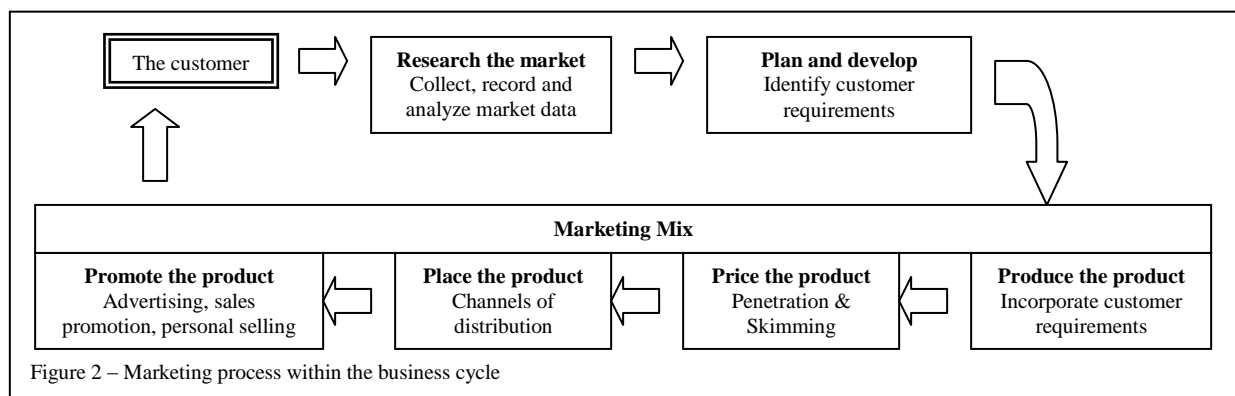 The customer
Research the market
Collect, record and
analyze market data
Plan and develop
Identify customer
requirements
Marketing Mix
Promote the product
Advertising, sales
promotion, personal selling
Place the product
Channels of
distribution
Price the product
Penetration &
Skimming
Produce the product
Incorporate customer
requirements
Figure 2 – Marketing process within the business cycle